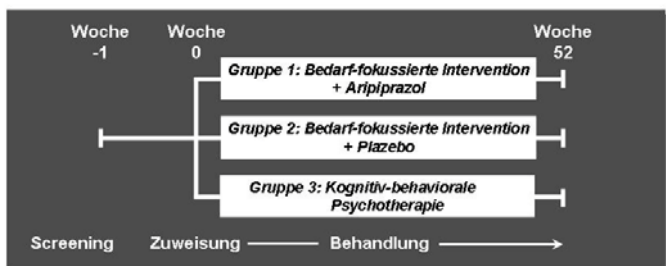 Woche
-1
Woche
0
Woche
52
Gruppe 1: Bedarf-fokussierte Intervention
+ Aripiprazol
Gruppe 2: Bedarf-fokussierte Intervention
+ Plazebo
Gruppe 3: Kognitiv-behaviorale
Psychotherapie
Screening Zuweisung Behandlung